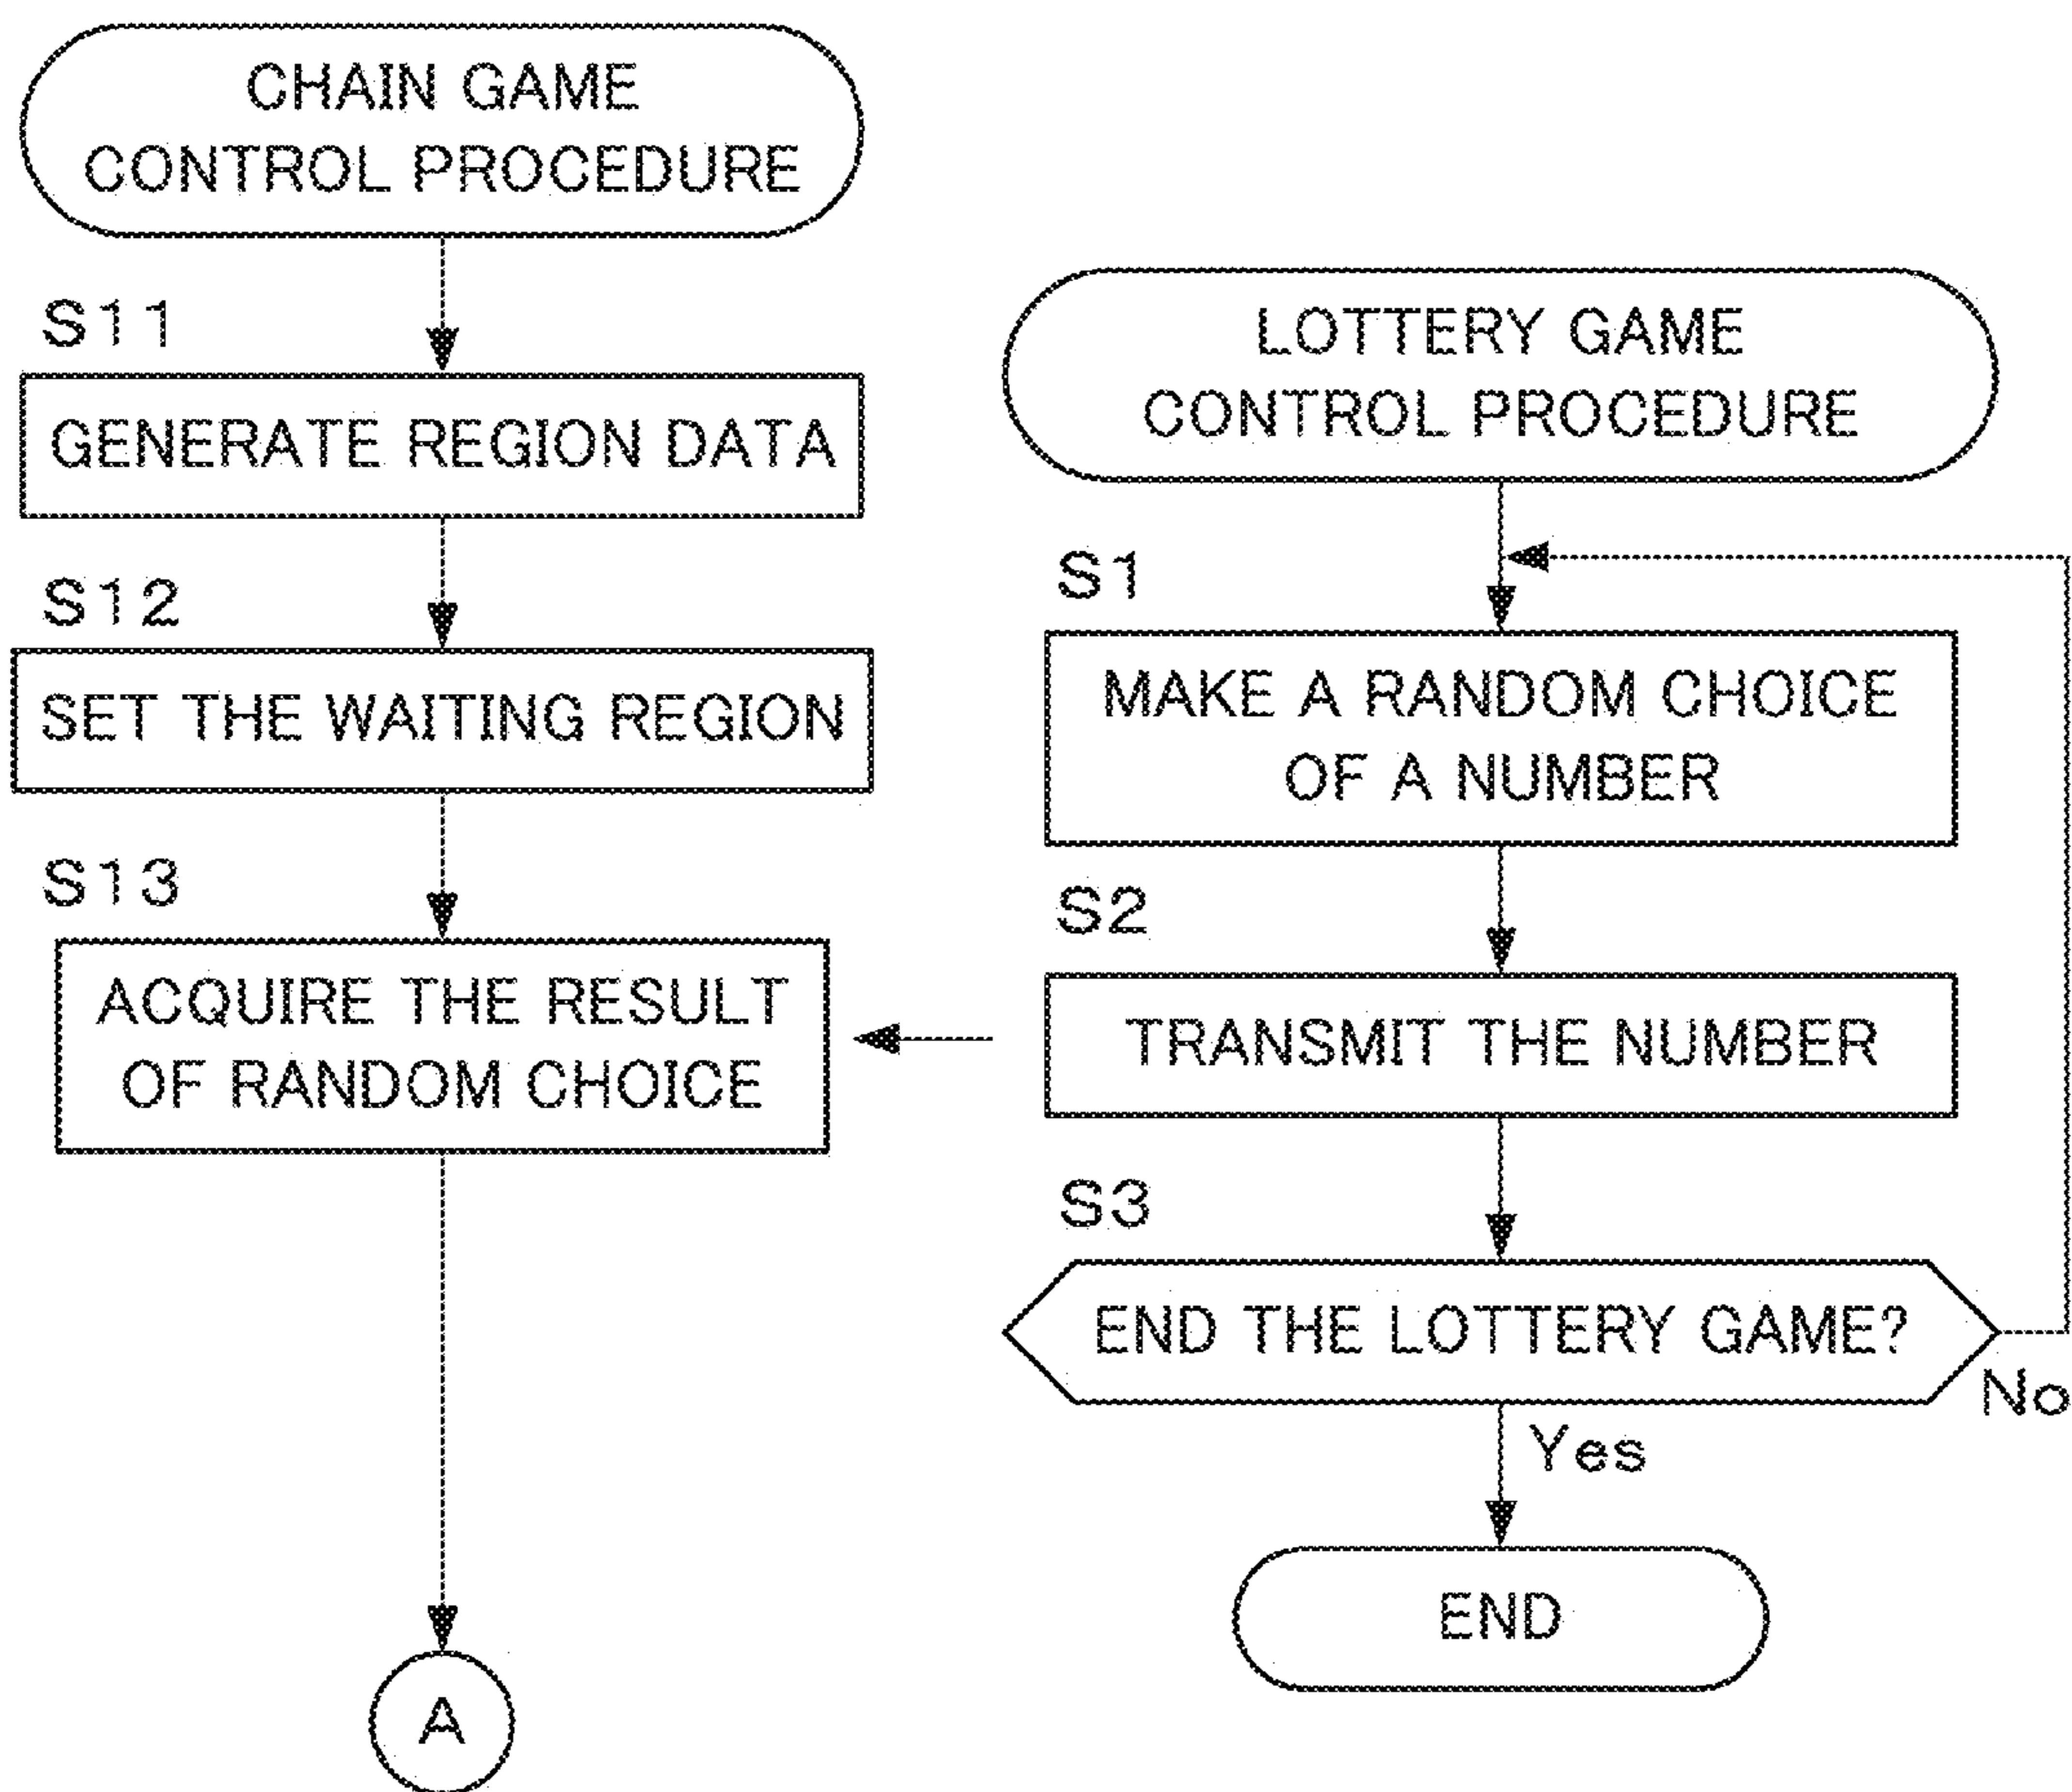 CHAIN GAME
CONTROL PROCEDURE
S11
GENERATE REGION DATA
S12
SET THE WAITING REGION
S13
ACQUIRE THE RESULT
OF RANDOM CHOICE
A
LOTTERY GAME
CONTROL PROCEDURE
S1
MAKE A RANDOM CHOICE
OF A NUMBER
S2
TRANSMIT THE NUMBER
S3
END THE LOTTERY GAME?
No
Yes
END